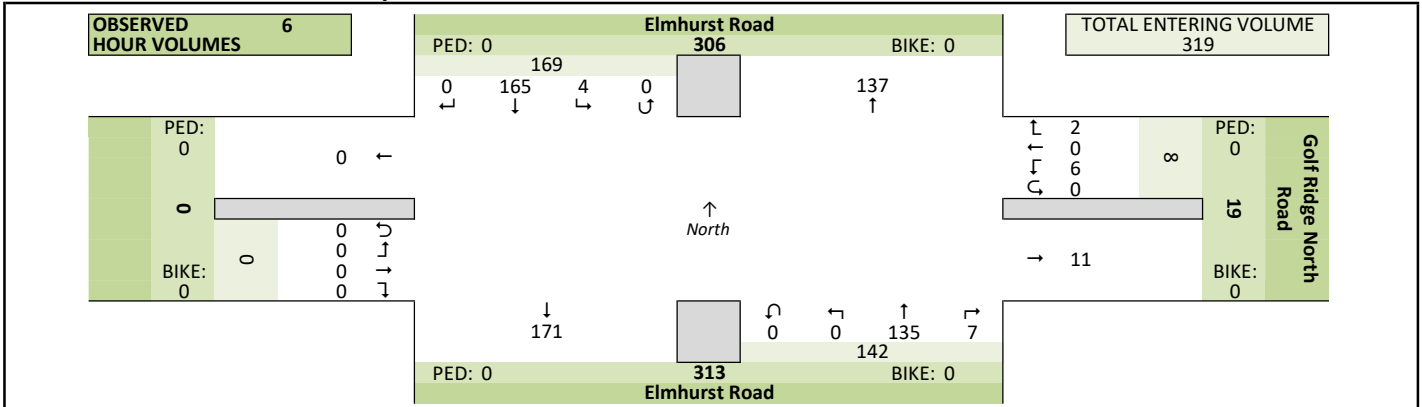 OBSERVED 6
HOUR VOLUMES
Elmhurst Road
PED: 0 306 BIKE: 0
TOTAL ENTERING VOLUME
319
169
0 165 4 0
↵ ↓ ↳ ↺
137
↑
PED:
0
0 ←
0
0
BIKE:
0
0 ⮌
0 ↰
0 →
0 ↴
↑
North
↱ 2
← 0
↲ 6
⮎ 0
8
PED:
0
19
BIKE:
0
Golf Ridge North
Road
→ 11
↓
171
↶ ↰ ↑ ↱
0 0 135 7
142
PED: 0 313 BIKE: 0
Elmhurst Road